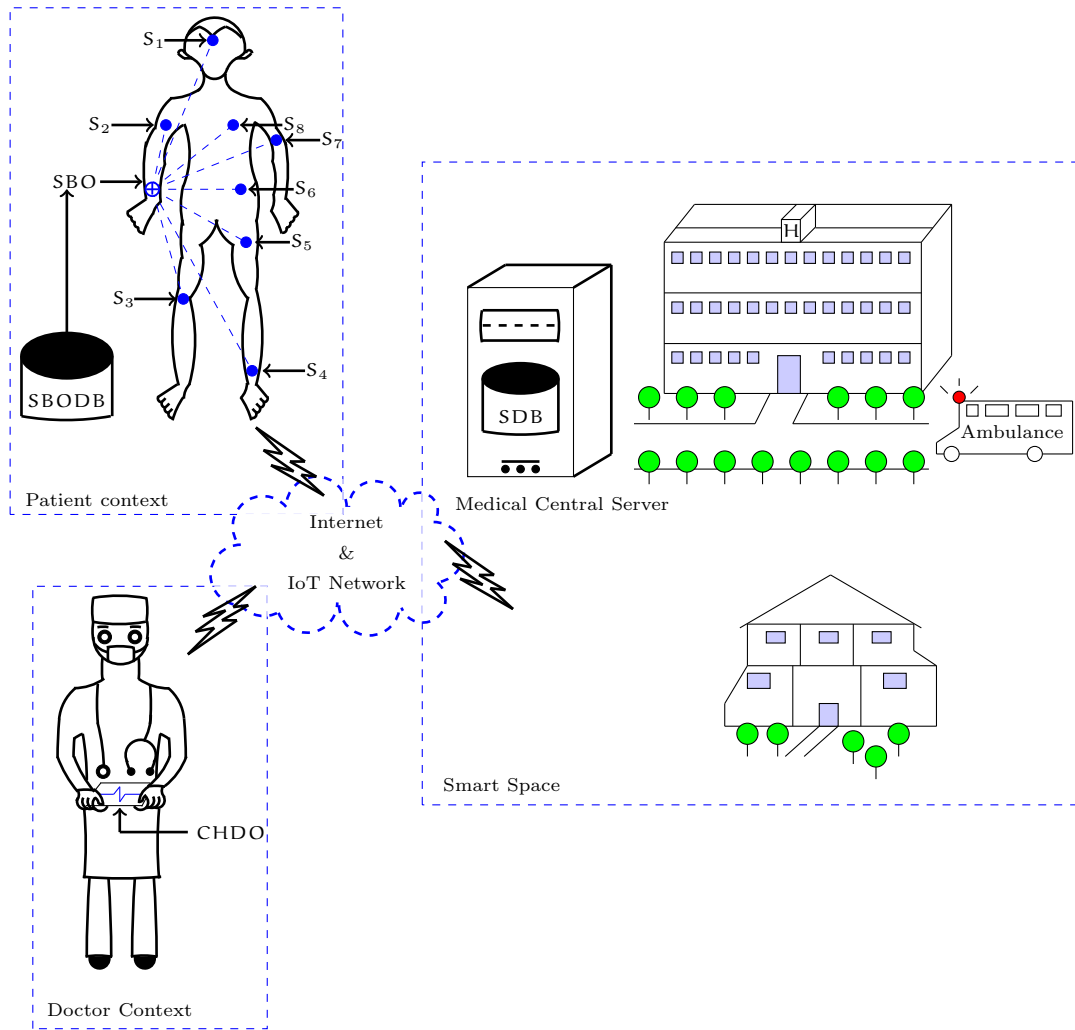 S1
S2
S8
S7
SBO
S6
S5
S3
S4
SBODB
Patient context
H
SDB
Ambulance
Medical Central Server
Internet
&
IoT Network
Smart Space
CHDO
Doctor Context